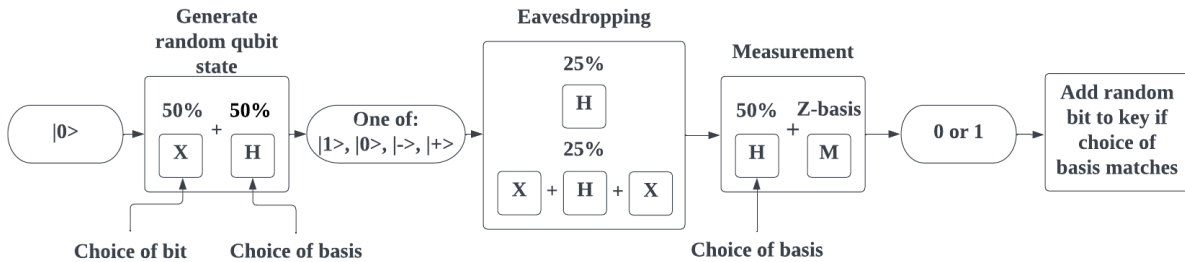 Generate
random qubit
state
|0>
50%
+
50%
X
H
Choice of bit
Choice of basis
One of:
|1>, |0>, |->, |+>
Eavesdropping
25%
H
25%
X + H + X
Measurement
50%
+
Z-basis
H
M
Choice of basis
0 or 1
Add random
bit to key if
choice of
basis matches